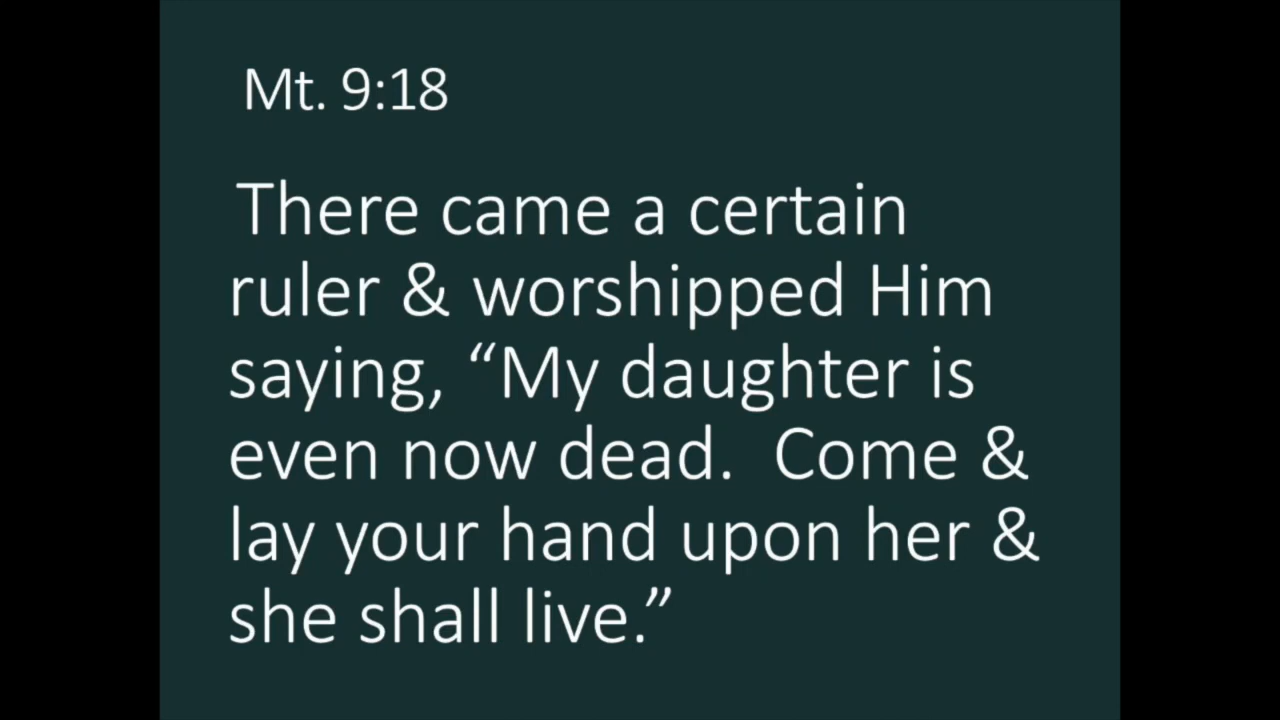 Mt. 9:18
There came a certain
ruler & worshipped Him
saying, “My daughter is
even now dead.  Come &
lay your hand upon her &
she shall live.”